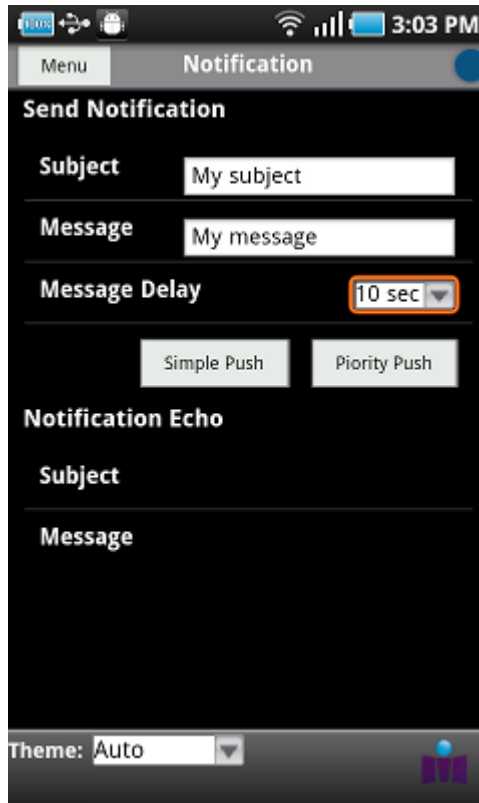 3:03 PM
Menu Notification
Send Notification
Subject My subject
Message My message
Message Delay 10 sec
Simple Push Piority Push
Notification Echo
Subject
Message
Theme: Auto